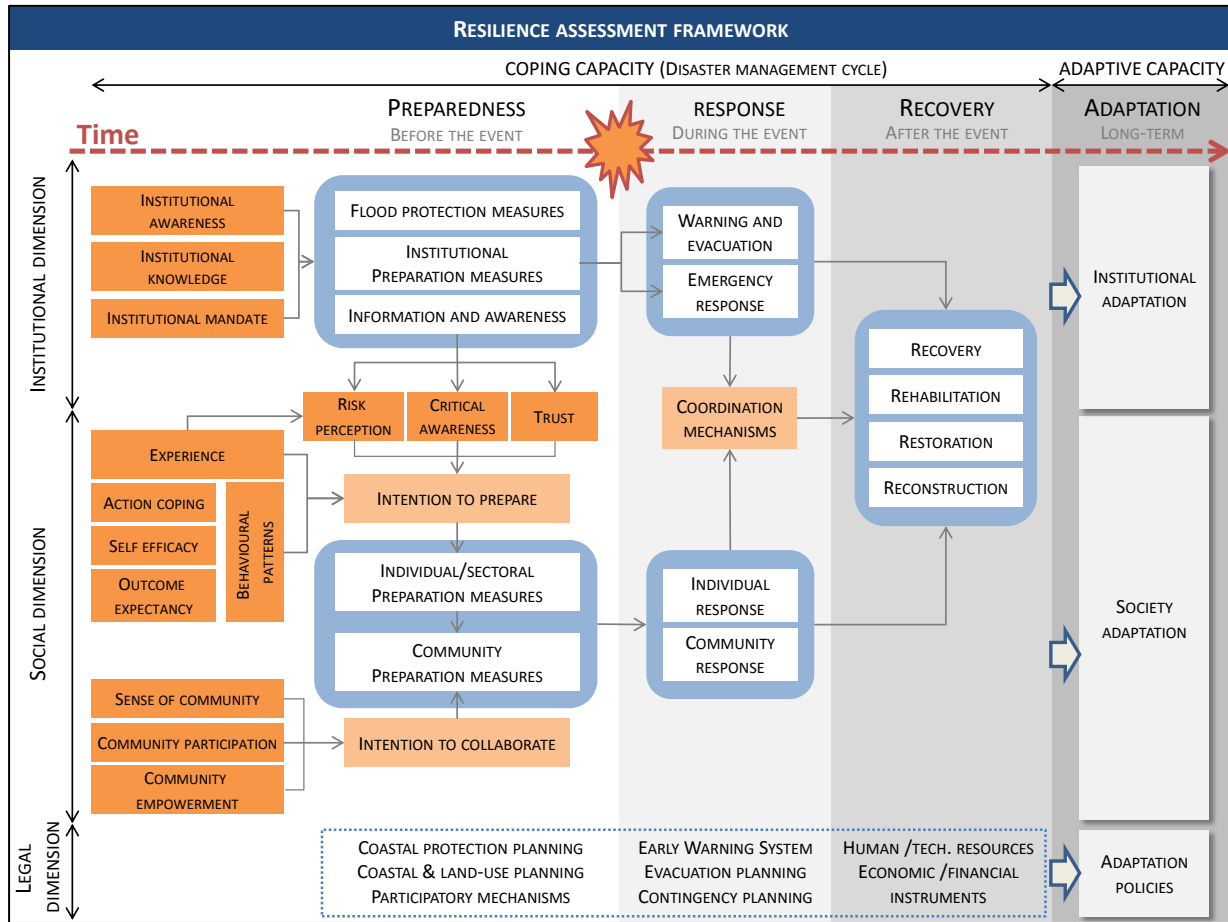 RESILIENCE ASSESSMENT FRAMEWORK
COPING CAPACITY (DISASTER MANAGEMENT CYCLE)
ADAPTIVE CAPACITY
PREPAREDNESS
RESPONSE
RECOVERY
ADAPTATION
Time
BEFORE THE EVENT
DURING THE EVENT
AFTER THE EVENT
LONG-TERM
INSTITUTIONAL DIMENSION
INSTITUTIONAL
AWARENESS
INSTITUTIONAL
KNOWLEDGE
INSTITUTIONAL MANDATE
FLOOD PROTECTION MEASURES
INSTITUTIONAL
PREPARATION MEASURES
INFORMATION AND AWARENESS
WARNING AND
EVACUATION
EMERGENCY
RESPONSE
INSTITUTIONAL
ADAPTATION
RISK
PERCEPTION
CRITICAL
AWARENESS
TRUST
COORDINATION
MECHANISMS
RECOVERY
REHABILITATION
RESTORATION
RECONSTRUCTION
SOCIAL DIMENSION
EXPERIENCE
ACTION COPING
SELF EFFICACY
OUTCOME
EXPECTANCY
BEHAVIOURAL
PATTERNS
INTENTION TO PREPARE
INDIVIDUAL/SECTORAL
PREPARATION MEASURES
COMMUNITY
PREPARATION MEASURES
INDIVIDUAL
RESPONSE
COMMUNITY
RESPONSE
SOCIETY
ADAPTATION
SENSE OF COMMUNITY
COMMUNITY PARTICIPATION
COMMUNITY
EMPOWERMENT
INTENTION TO COLLABORATE
LEGAL
DIMENSION
COASTAL PROTECTION PLANNING
COASTAL & LAND-USE PLANNING
PARTICIPATORY MECHANISMS
EARLY WARNING SYSTEM
EVACUATION PLANNING
CONTINGENCY PLANNING
HUMAN /TECH. RESOURCES
ECONOMIC /FINANCIAL
INSTRUMENTS
ADAPTATION
POLICIES